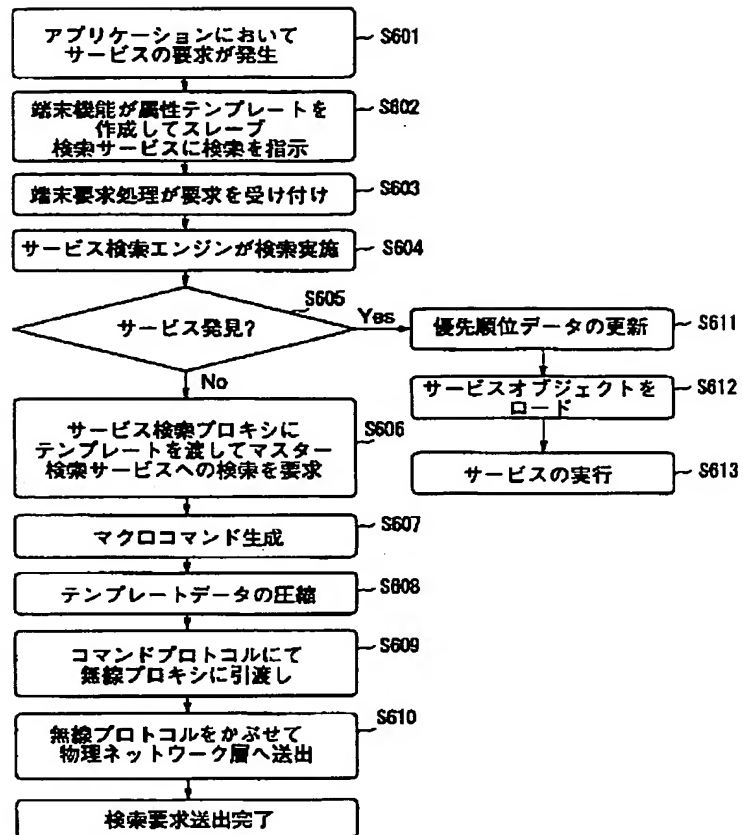 アプリケーションにおいて
サービスの要求が発生
S601
端末機能が属性テンプレートを
作成してスレーブ
検索サービスに検索を指示
S602
端末要求処理が要求を受け付け
S603
サービス検索エンジンが検索実施
S604
サービス発見?
S605
Yes
No
優先順位データの更新
S611
サービスオブジェクトを
ロード
S612
サービスの実行
S613
サービス検索プロキシに
テンプレートを渡してマスター
検索サービスへの検索を要求
S606
マクロコマンド生成
S607
テンプレートデータの圧縮
S608
コマンドプロトコルにて
無線プロキシに引渡し
S609
無線プロトコルをかぶせて
物理ネットワーク層へ送出
S610
検索要求送出完了